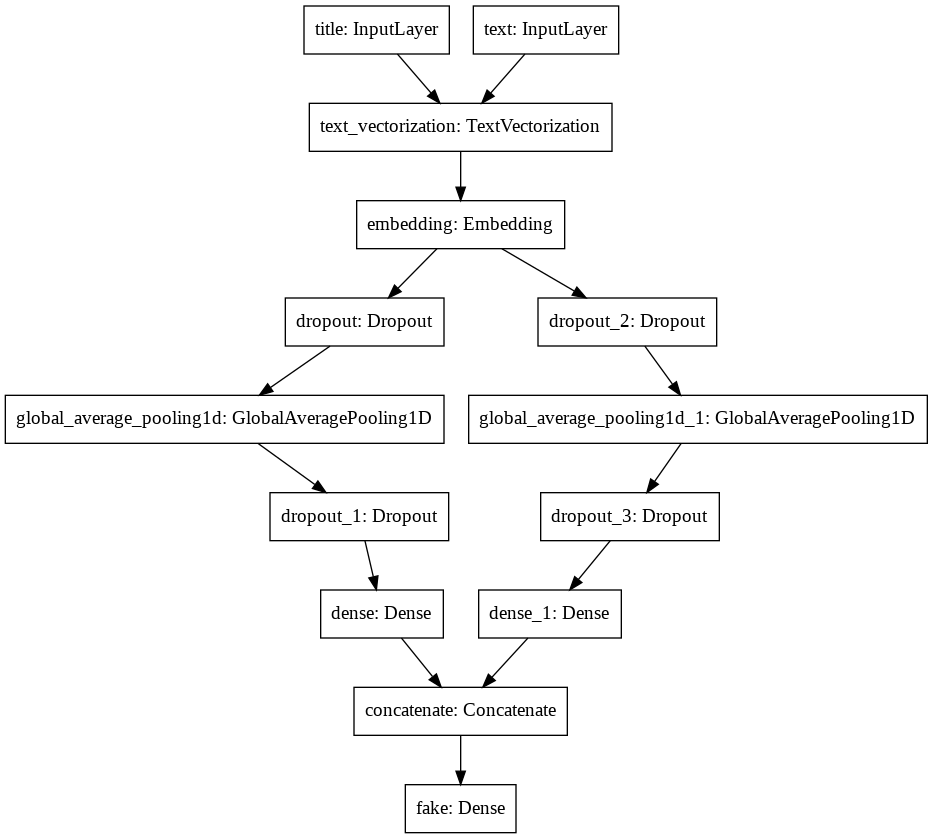 title: InputLayer
text: InputLayer
text_vectorization: TextVectorization
embedding: Embedding
dropout: Dropout
dropout_2: Dropout
global_average_pooling1d: GlobalAveragePooling1D
global_average_pooling1d_1: GlobalAveragePooling1D
dropout_1: Dropout
dropout_3: Dropout
dense: Dense
dense_1: Dense
concatenate: Concatenate
fake: Dense